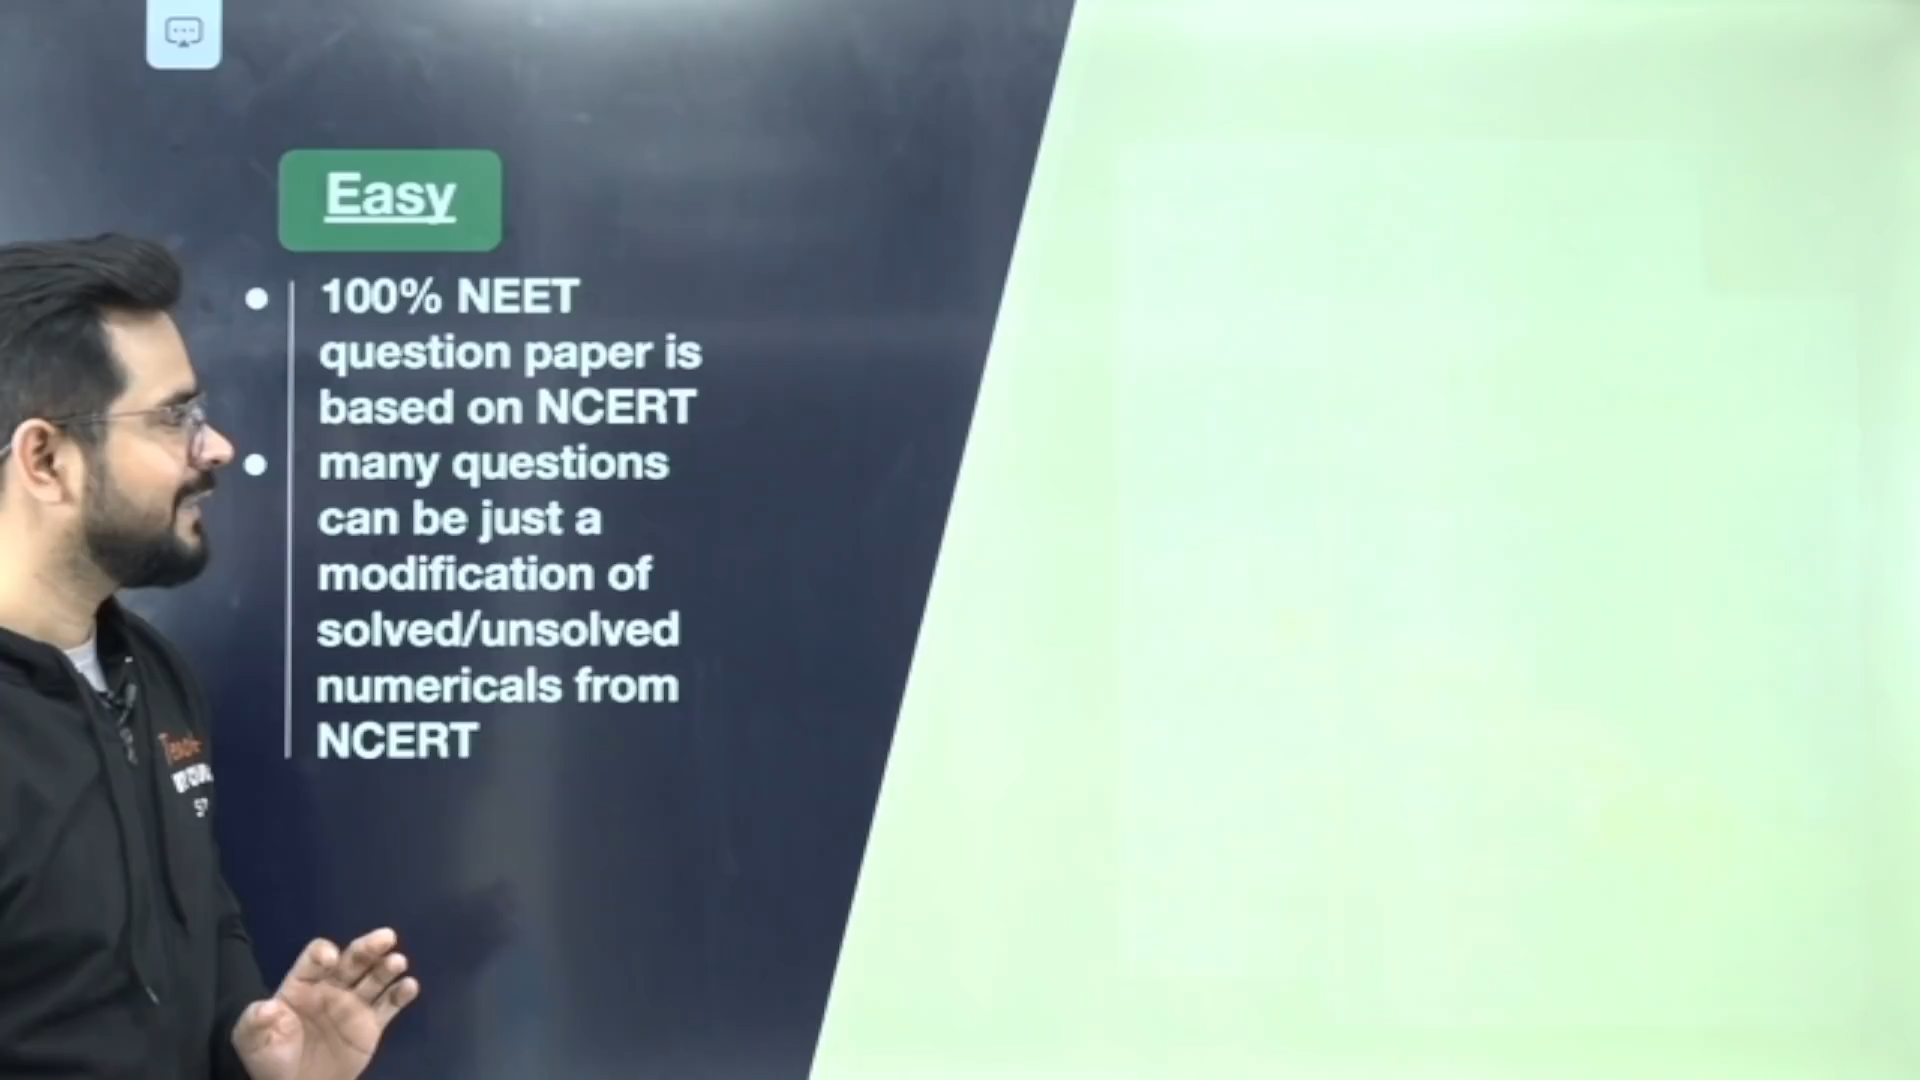 Easy
100% NEET
question paper is
based on NCERT
many questions
can be just a
modification of
solved/unsolved
numericals from
NCERT